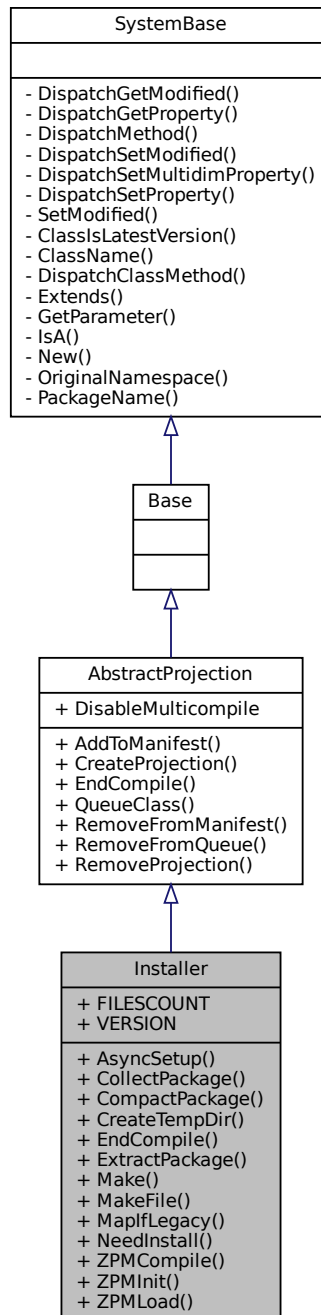 SystemBase
- DispatchGetModified()
- DispatchGetProperty()
- DispatchMethod()
- DispatchSetModified()
- DispatchSetMultidimProperty()
- DispatchSetProperty()
- SetModified()
- ClassIsLatestVersion()
- ClassName()
- DispatchClassMethod()
- Extends()
- GetParameter()
- IsA()
- New()
- OriginalNamespace()
- PackageName()
Base
AbstractProjection
+ DisableMulticompile
+ AddToManifest()
+ CreateProjection()
+ EndCompile()
+ QueueClass()
+ RemoveFromManifest()
+ RemoveFromQueue()
+ RemoveProjection()
Installer
+ FILESCOUNT
+ VERSION
+ AsyncSetup()
+ CollectPackage()
+ CompactPackage()
+ CreateTempDir()
+ EndCompile()
+ ExtractPackage()
+ Make()
+ MakeFile()
+ MapIfLegacy()
+ NeedInstall()
+ ZPMCompile()
+ ZPMInit()
+ ZPMLoad()